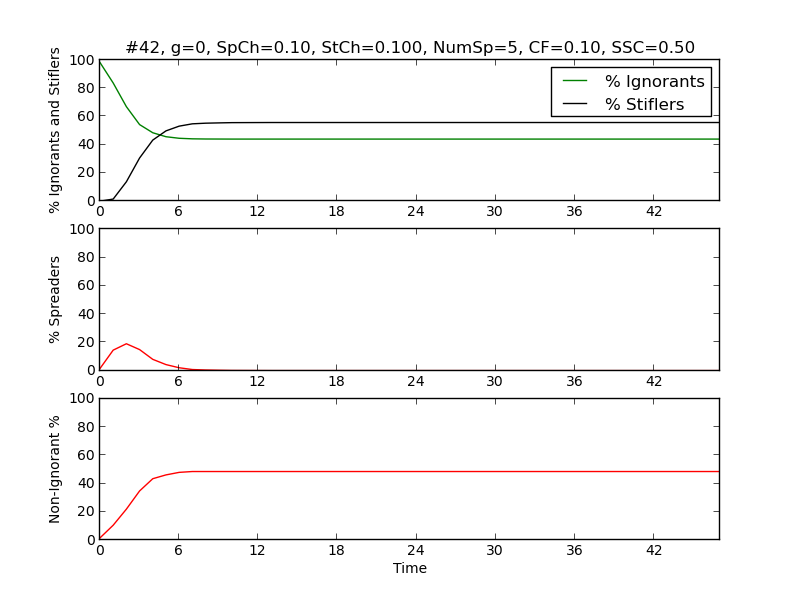 #42, g=0, SpCh=0.10, StCh=0.100, NumSp=5, CF=0.10, SSC=0.50
% Ignorants and Stiflers
100
80
60
40
20
0
% Ignorants
% Stiflers
0 6 12 18 24 30 36 42
% Spreaders
100
80
60
40
20
0
0 6 12 18 24 30 36 42
Non-Ignorant %
100
80
60
40
20
0
0 6 12 18 24 30 36 42
Time